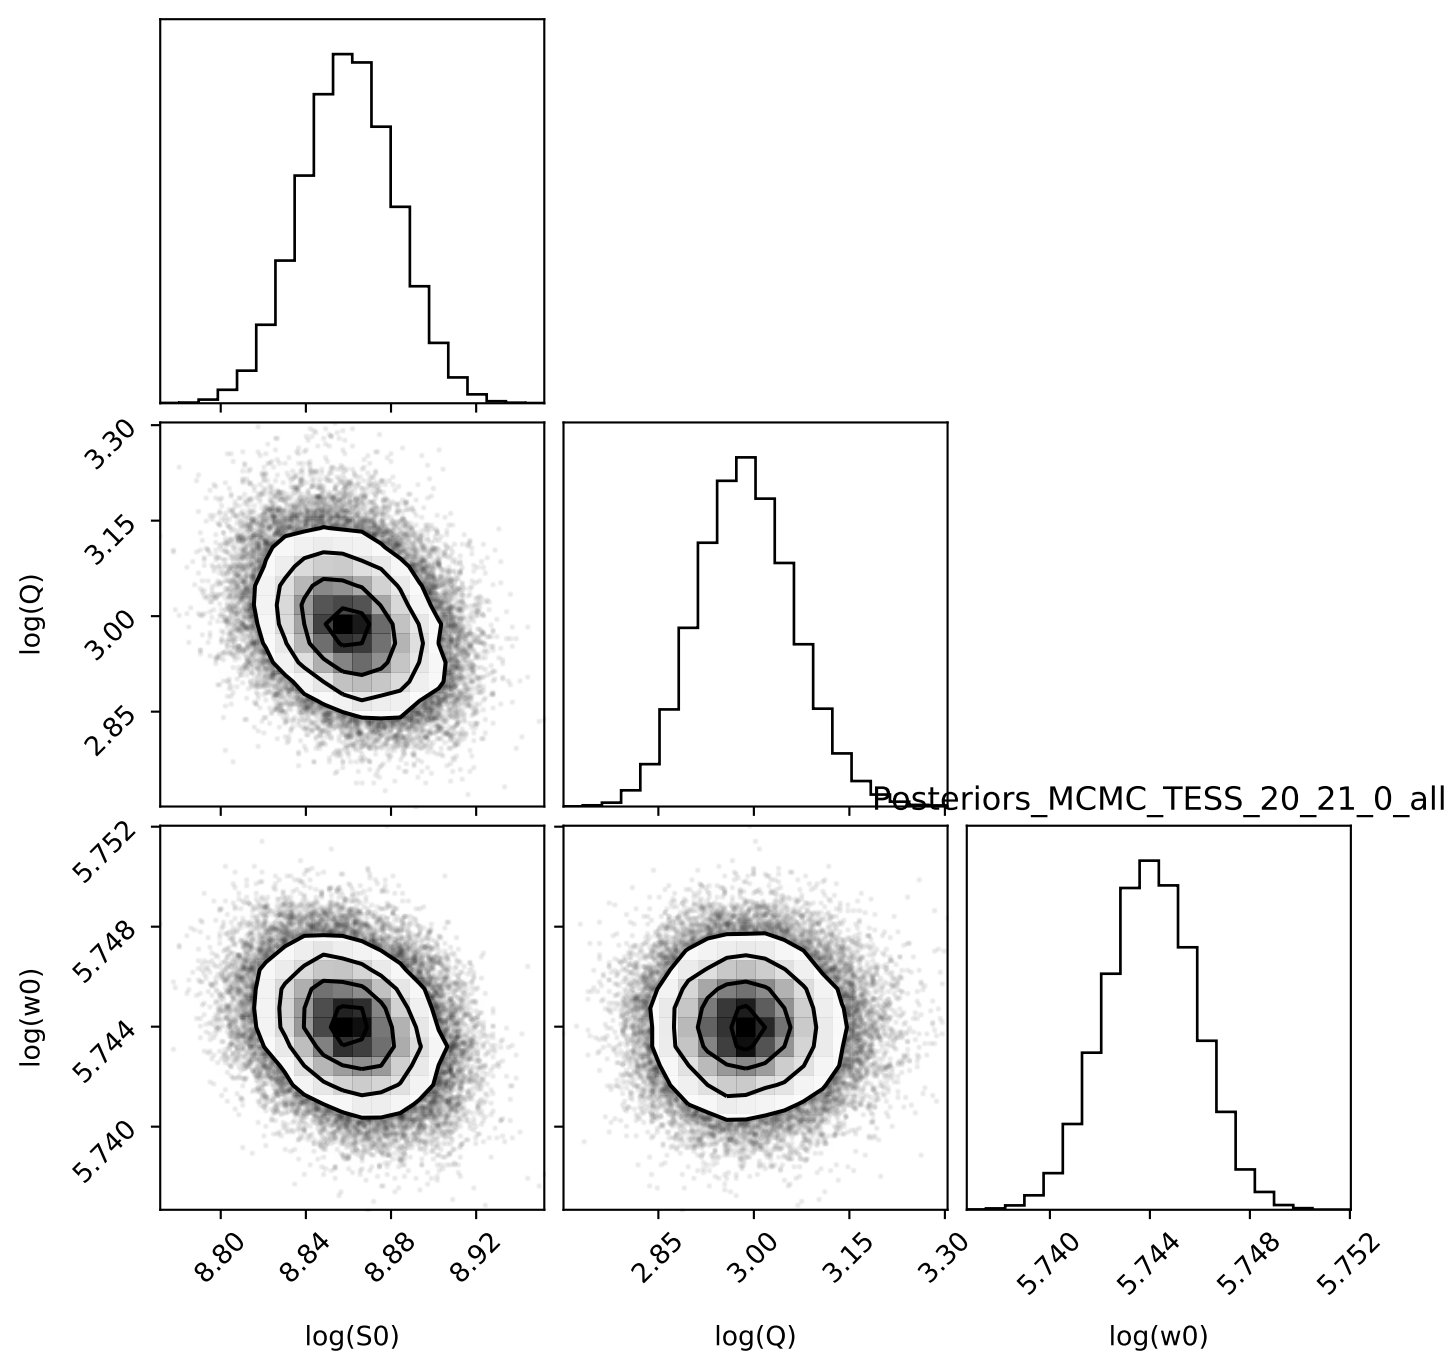 3.30
3.15
3.00
2.85
log(Q)
Posteriors_MCMC_TESS_20_21_0_all
5.752
5.748
5.744
5.740
log(w0)
8.80 8.84 8.88 8.92
2.85 3.00 3.15 3.30
5.740 5.744 5.748 5.752
log(S0) log(Q) log(w0)